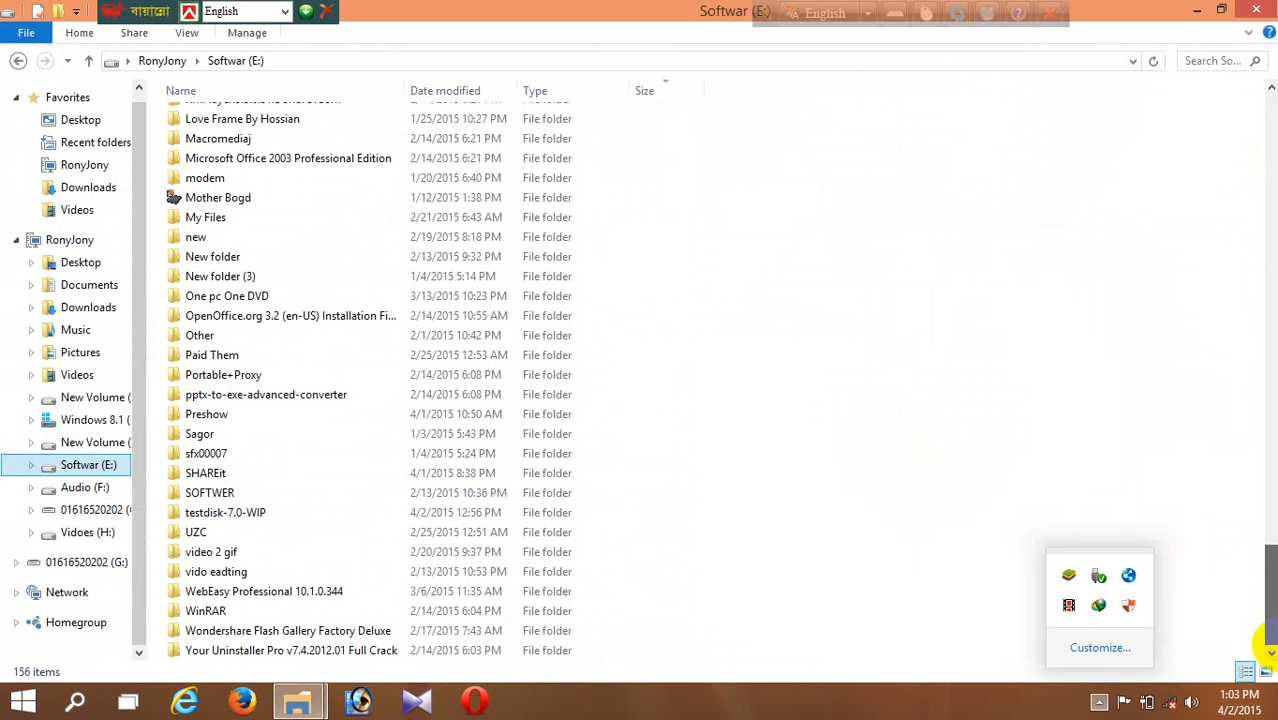 বায়ান্নো English Softwar (E:) English
File Home Share View Manage
RonyJony Softwar (E:) Search So...
Name Date modified Type Size
Favorites
Desktop
Recent folders
RonyJony
Downloads
Videos
RonyJony
Desktop
Documents
Downloads
Music
Pictures
Videos
New Volume (
Windows 8.1 (
New Volume (
Softwar (E:)
Audio (F:)
01616520202 (
Vidoes (H:)
01616520202 (G:)
Network
Homegroup
Love Frame By Hossian 1/25/2015 10:27 PM File folder
Macromediaj 2/14/2015 6:21 PM File folder
Microsoft Office 2003 Professional Edition 2/14/2015 6:21 PM File folder
modem 1/20/2015 6:40 PM File folder
Mother Bogd 1/12/2015 1:38 PM File folder
My Files 2/21/2015 6:43 AM File folder
new 2/19/2015 8:18 PM File folder
New folder 2/13/2015 9:32 PM File folder
New folder (3) 1/4/2015 5:14 PM File folder
One pc One DVD 3/13/2015 10:23 PM File folder
OpenOffice.org 3.2 (en-US) Installation Fi... 2/14/2015 10:55 AM File folder
Other 2/1/2015 10:42 PM File folder
Paid Them 2/25/2015 12:53 AM File folder
Portable+Proxy 2/14/2015 6:08 PM File folder
pptx-to-exe-advanced-converter 2/14/2015 6:08 PM File folder
Preshow 4/1/2015 10:50 AM File folder
Sagor 1/3/2015 5:43 PM File folder
sfx00007 1/4/2015 5:24 PM File folder
SHAREit 4/1/2015 8:38 PM File folder
SOFTWER 2/13/2015 10:36 PM File folder
testdisk-7.0-WIP 4/2/2015 12:56 PM File folder
UZC 2/25/2015 12:51 AM File folder
video 2 gif 2/20/2015 9:37 PM File folder
vido eadting 2/13/2015 10:53 PM File folder
WebEasy Professional 10.1.0.344 3/6/2015 11:35 AM File folder
WinRAR 2/14/2015 6:04 PM File folder
Wondershare Flash Gallery Factory Deluxe 2/17/2015 7:43 AM File folder
Your Uninstaller Pro v7.4.2012.01 Full Crack 2/14/2015 6:03 PM File folder
Customize...
156 items
1:03 PM
4/2/2015